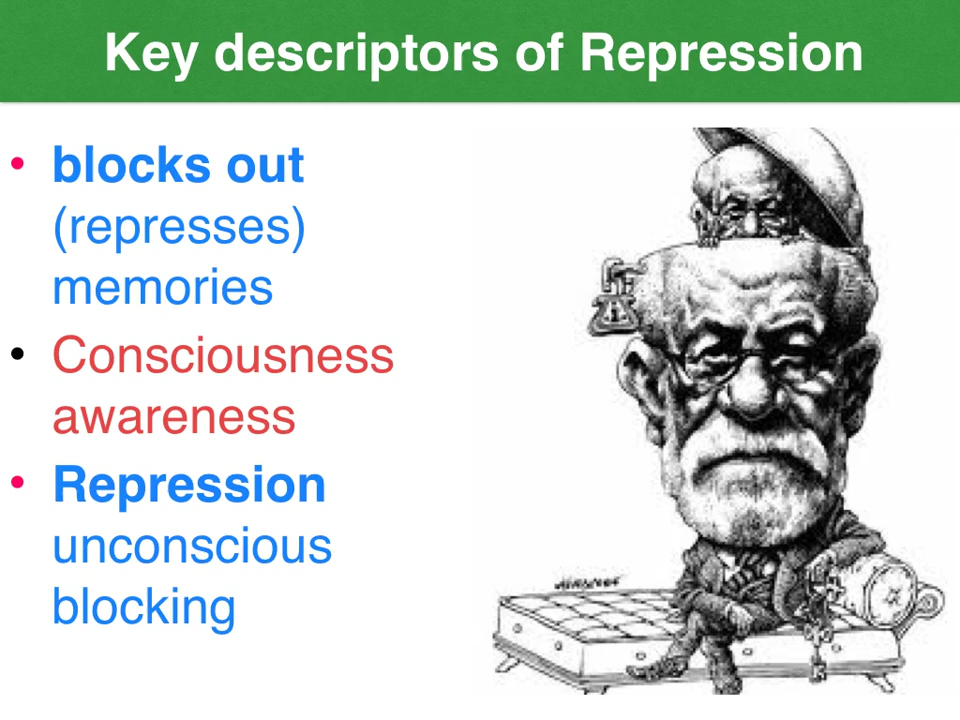 Key descriptors of Repression
• blocks out
(represses)
memories
• Consciousness
awareness
• Repression
unconscious
blocking